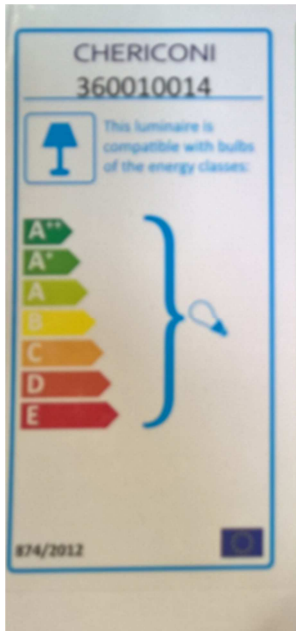 CHERICONI
360010014
This luminaire is
compatible with bulbs
of the energy classes:
A++
A+
A
B
C
D
E
874/2012